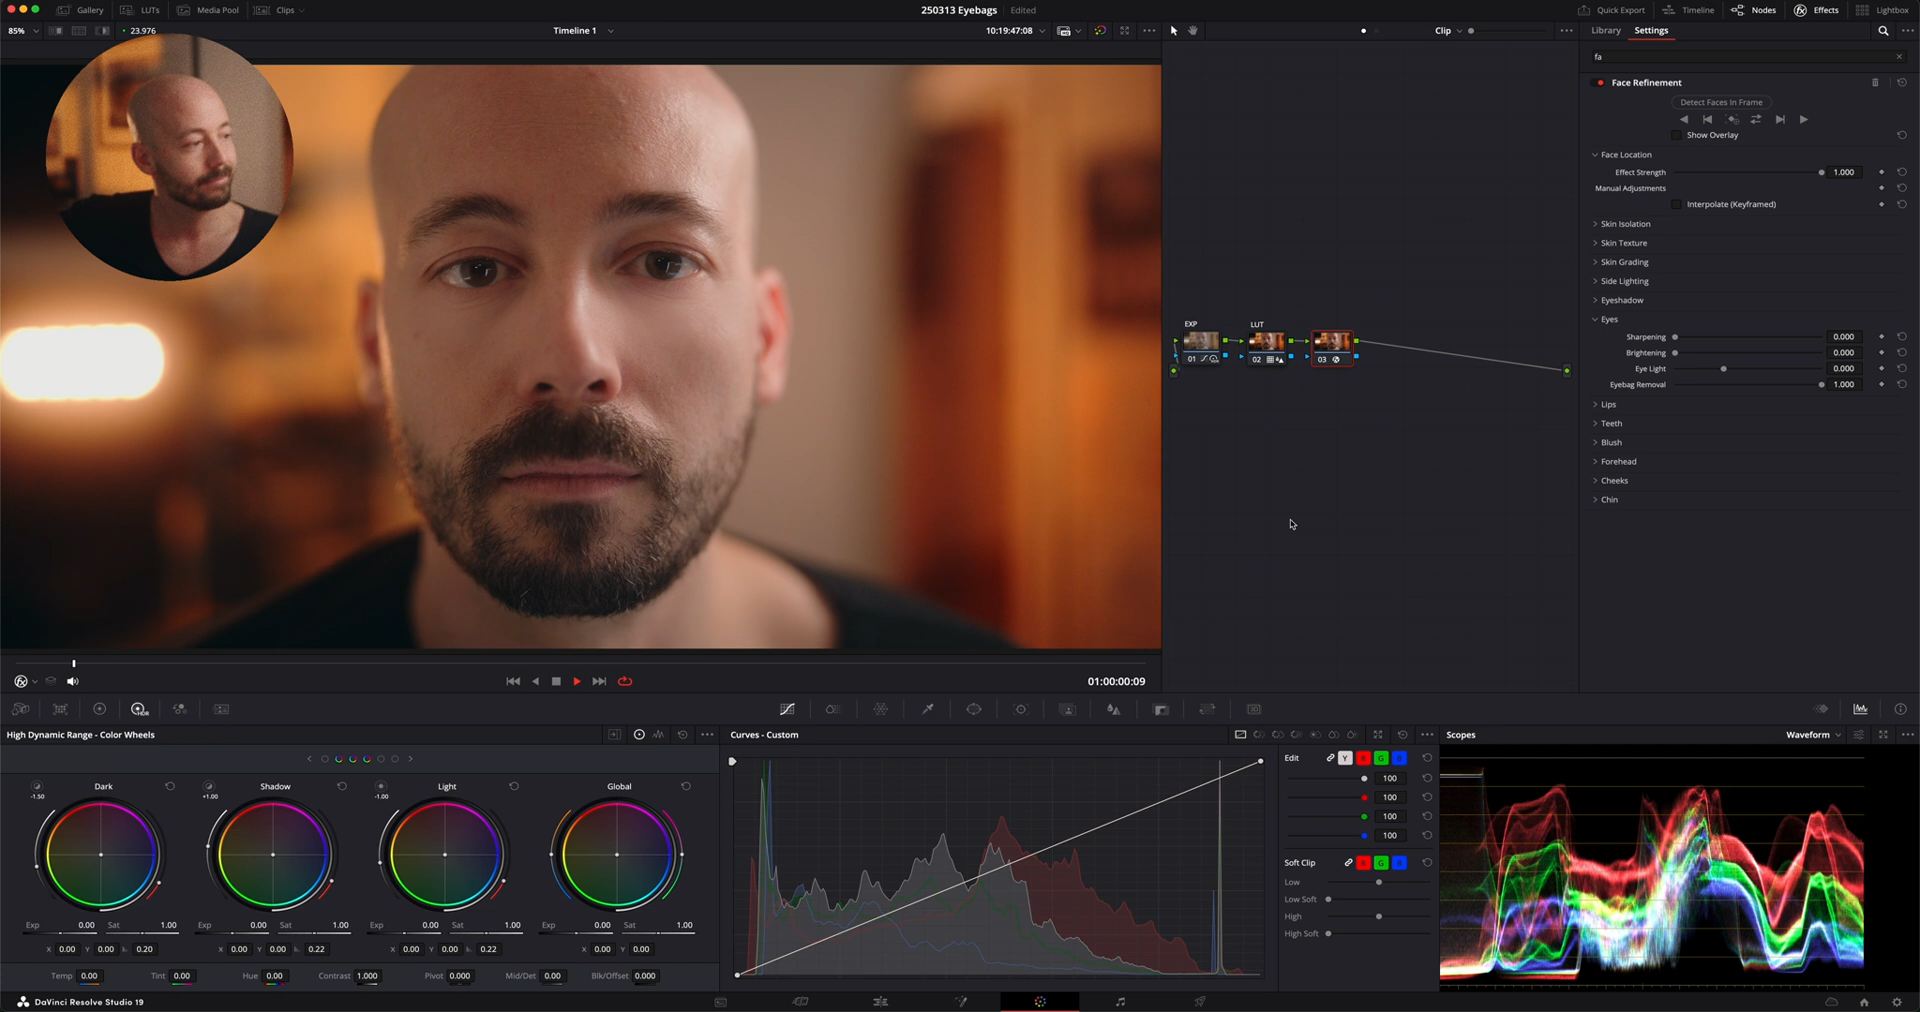 Gallery LUTs Media Pool Clips 250313 Eyebags Edited Quick Export Timeline Nodes Effects Lightbox
85% 23.976 Timeline 1 10:19:47:08 Clip Library Settings
fa
Face Refinement
Detect Faces In Frame
Show Overlay
Face Location
Effect Strength 1.000
Manual Adjustments
Interpolate (Keyframed)
Skin Isolation
Skin Texture
Skin Grading
Side Lighting
Eyeshadow
Eyes
Sharpening 0.000
Brightening 0.000
Eye Light 0.000
Eyebag Removal 1.000
Lips
Teeth
Blush
Forehead
Cheeks
Chin
EXP LUT
01 02 03
01:00:00:09
HDR
High Dynamic Range - Color Wheels Curves - Custom Scopes Waveform
Dark Shadow Light Global
-1.50 +1.00 -1.00
Exp 0.00 Sat 1.00 Exp 0.00 Sat 1.00 Exp 0.00 Sat 1.00 Exp 0.00 Sat 1.00
X 0.00 Y 0.00 0.20 X 0.00 Y 0.00 0.22 X 0.00 Y 0.00 0.22 X 0.00 Y 0.00
Temp 0.00 Tint 0.00 Hue 0.00 Contrast 1.000 Pivot 0.000 Mid/Det 0.00 Blk/Offset 0.000
Edit Y R G B
100
100
100
100
Soft Clip R G B
Low
Low Soft
High
High Soft
DaVinci Resolve Studio 19